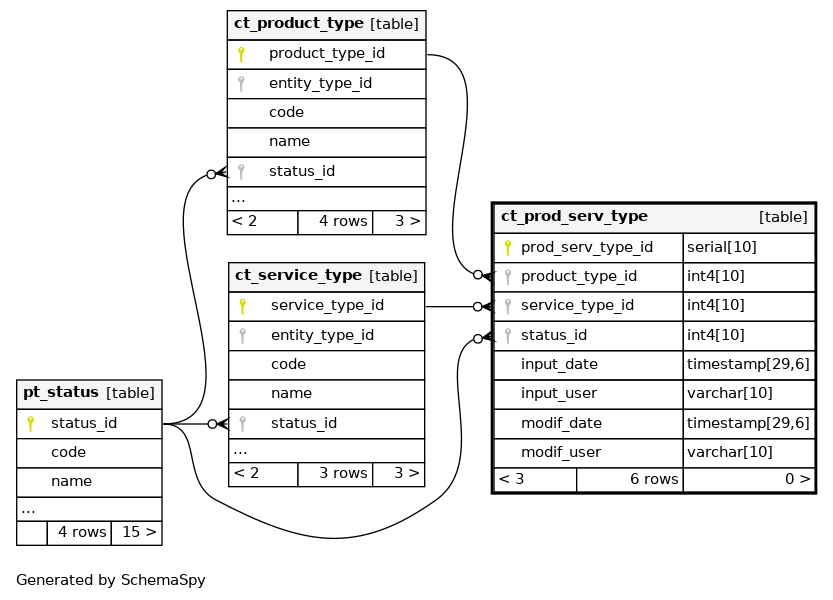 ct_product_type [table]
product_type_id
entity_type_id
code
name
status_id
...
< 2 4 rows 3 >
ct_service_type [table]
service_type_id
entity_type_id
code
name
status_id
...
< 2 3 rows 3 >
pt_status [table]
status_id
code
name
...
4 rows 15 >
ct_prod_serv_type [table]
prod_serv_type_id serial[10]
product_type_id int4[10]
service_type_id int4[10]
status_id int4[10]
input_date timestamp[29,6]
input_user varchar[10]
modif_date timestamp[29,6]
modif_user varchar[10]
< 3 6 rows 0 >
Generated by SchemaSpy